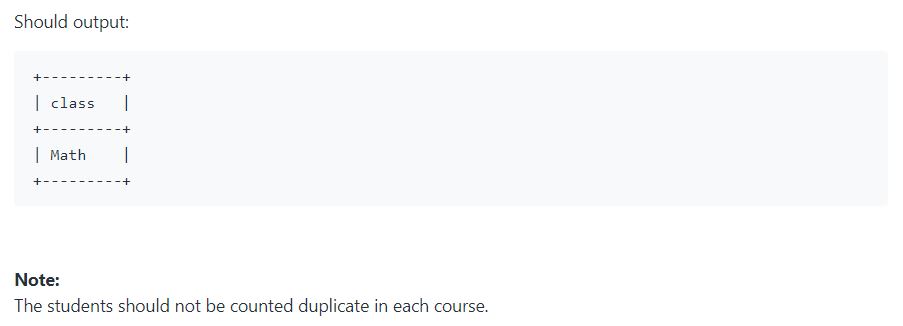 Should output:
+---------+
| class   |
+---------+
| Math    |
+---------+
Note:
The students should not be counted duplicate in each course.